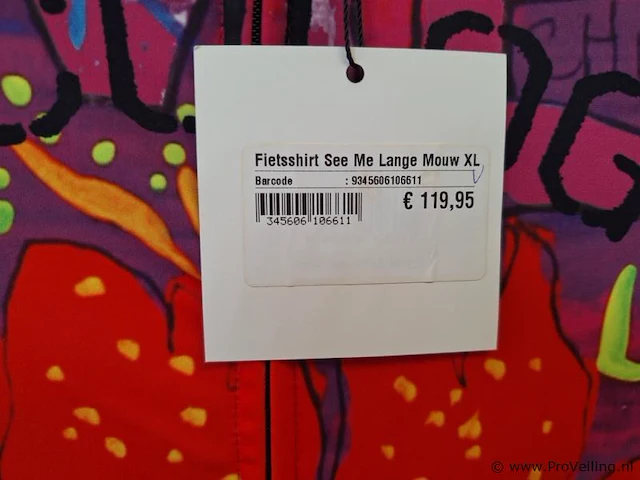 Fietsshirt See Me Lange Mouw XL
Barcode : 9345606106611
€ 119,95
345606 106611
© www.ProVeiling.nl